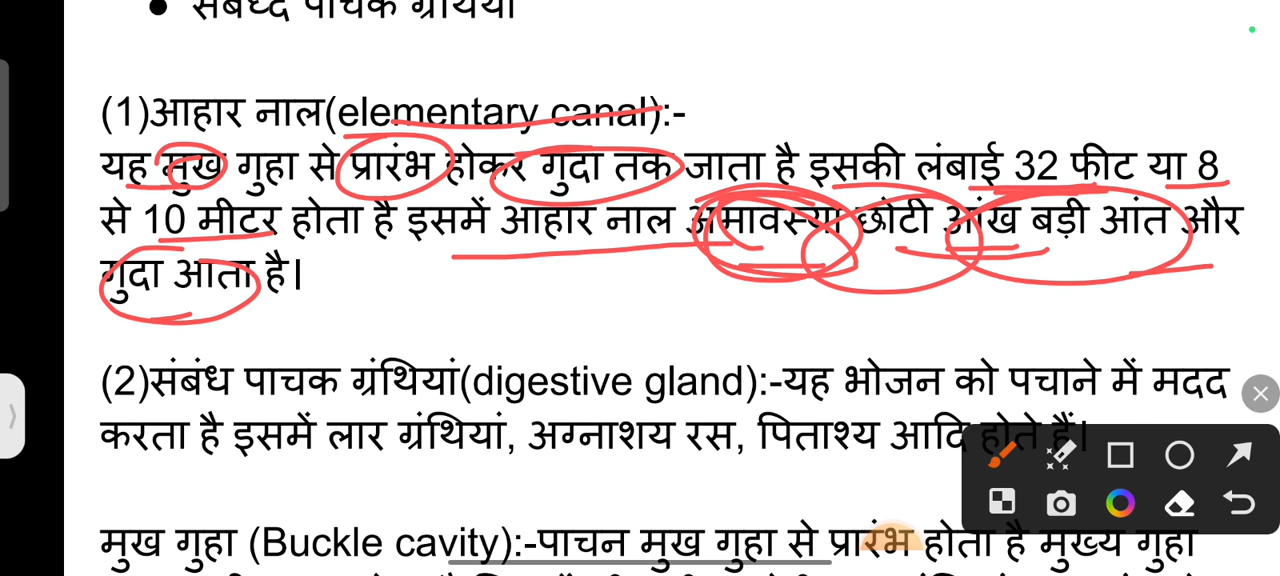 ● संबध्द पाचक ग्रंथियां
(1)आहार नाल(elementary canal):-
यह मुख गुहा से प्रारंभ होकर गुदा तक जाता है इसकी लंबाई 32 फीट या 8
से 10 मीटर होता है इसमें आहार नाल अमावस्या छोटी आंख बड़ी आंत और
गुदा आता है।
(2)संबंध पाचक ग्रंथियां(digestive gland):-यह भोजन को पचाने में मदद
करता है इसमें लार ग्रंथियां, अग्नाशय रस, पिताश्य आदि होते हैं।
मुख गुहा (Buckle cavity):-पाचन मुख गुहा से प्रारंभ होता है मुख्य गुहा